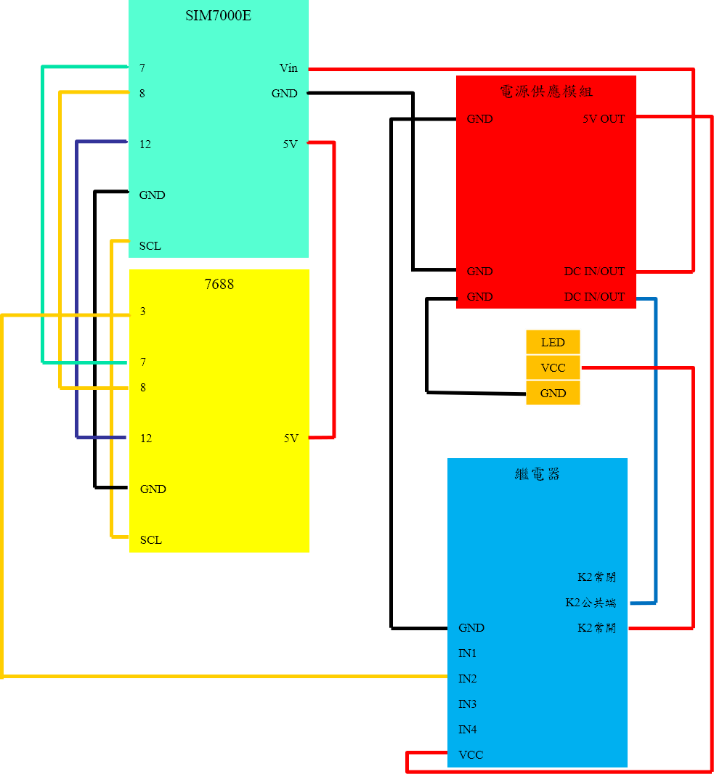 SIM7000E
7
Vin
8
GND
12
5V
GND
SCL
7688
3
7
8
12
5V
GND
SCL
電源供應模組
GND
5V OUT
GND
DC IN/OUT
GND
DC IN/OUT
LED
VCC
GND
繼電器
K2常閉
K2公共端
GND
K2常開
IN1
IN2
IN3
IN4
VCC